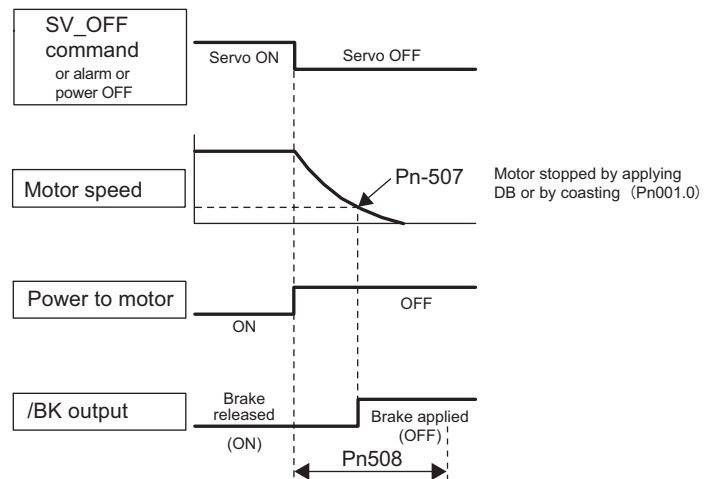 SV_OFF
command
or alarm or
power OFF
Servo ON
Servo OFF
Motor speed
Pn-507
Motor stopped by applying
DB or by coasting (Pn001.0)
Power to motor
ON
OFF
/BK output
Brake
released
(ON)
Brake applied
(OFF)
Pn508